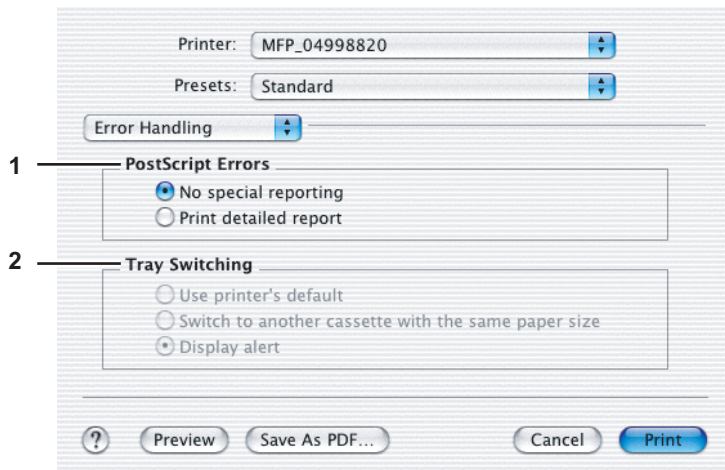 Printer: MFP_04998820
Presets: Standard
Error Handling
1 PostScript Errors
No special reporting
Print detailed report
2 Tray Switching
Use printer's default
Switch to another cassette with the same paper size
Display alert
? Preview Save As PDF... Cancel Print